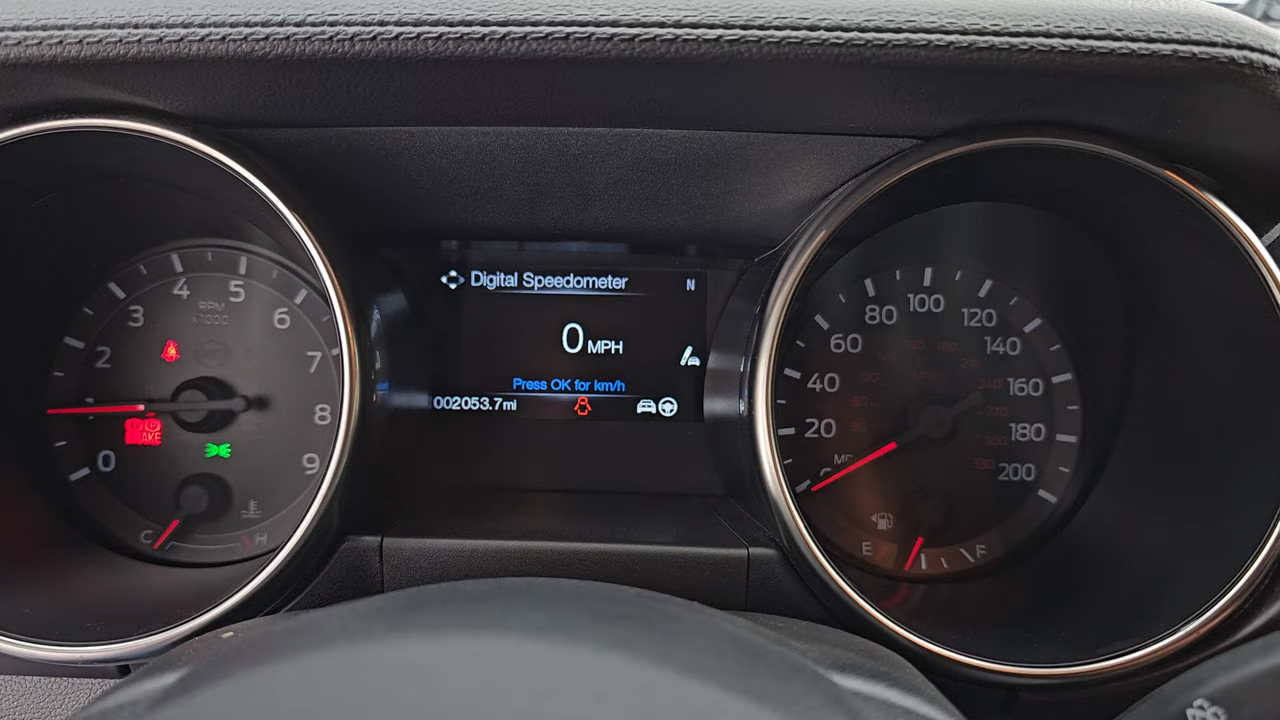 Digital Speedometer N
0 MPH
Press OK for km/h
002053.7mi
0
1
2
3
4
5
6
7
8
9
RPM
x1000
C H
20
40
60
80
100
120
140
160
180
200
E F